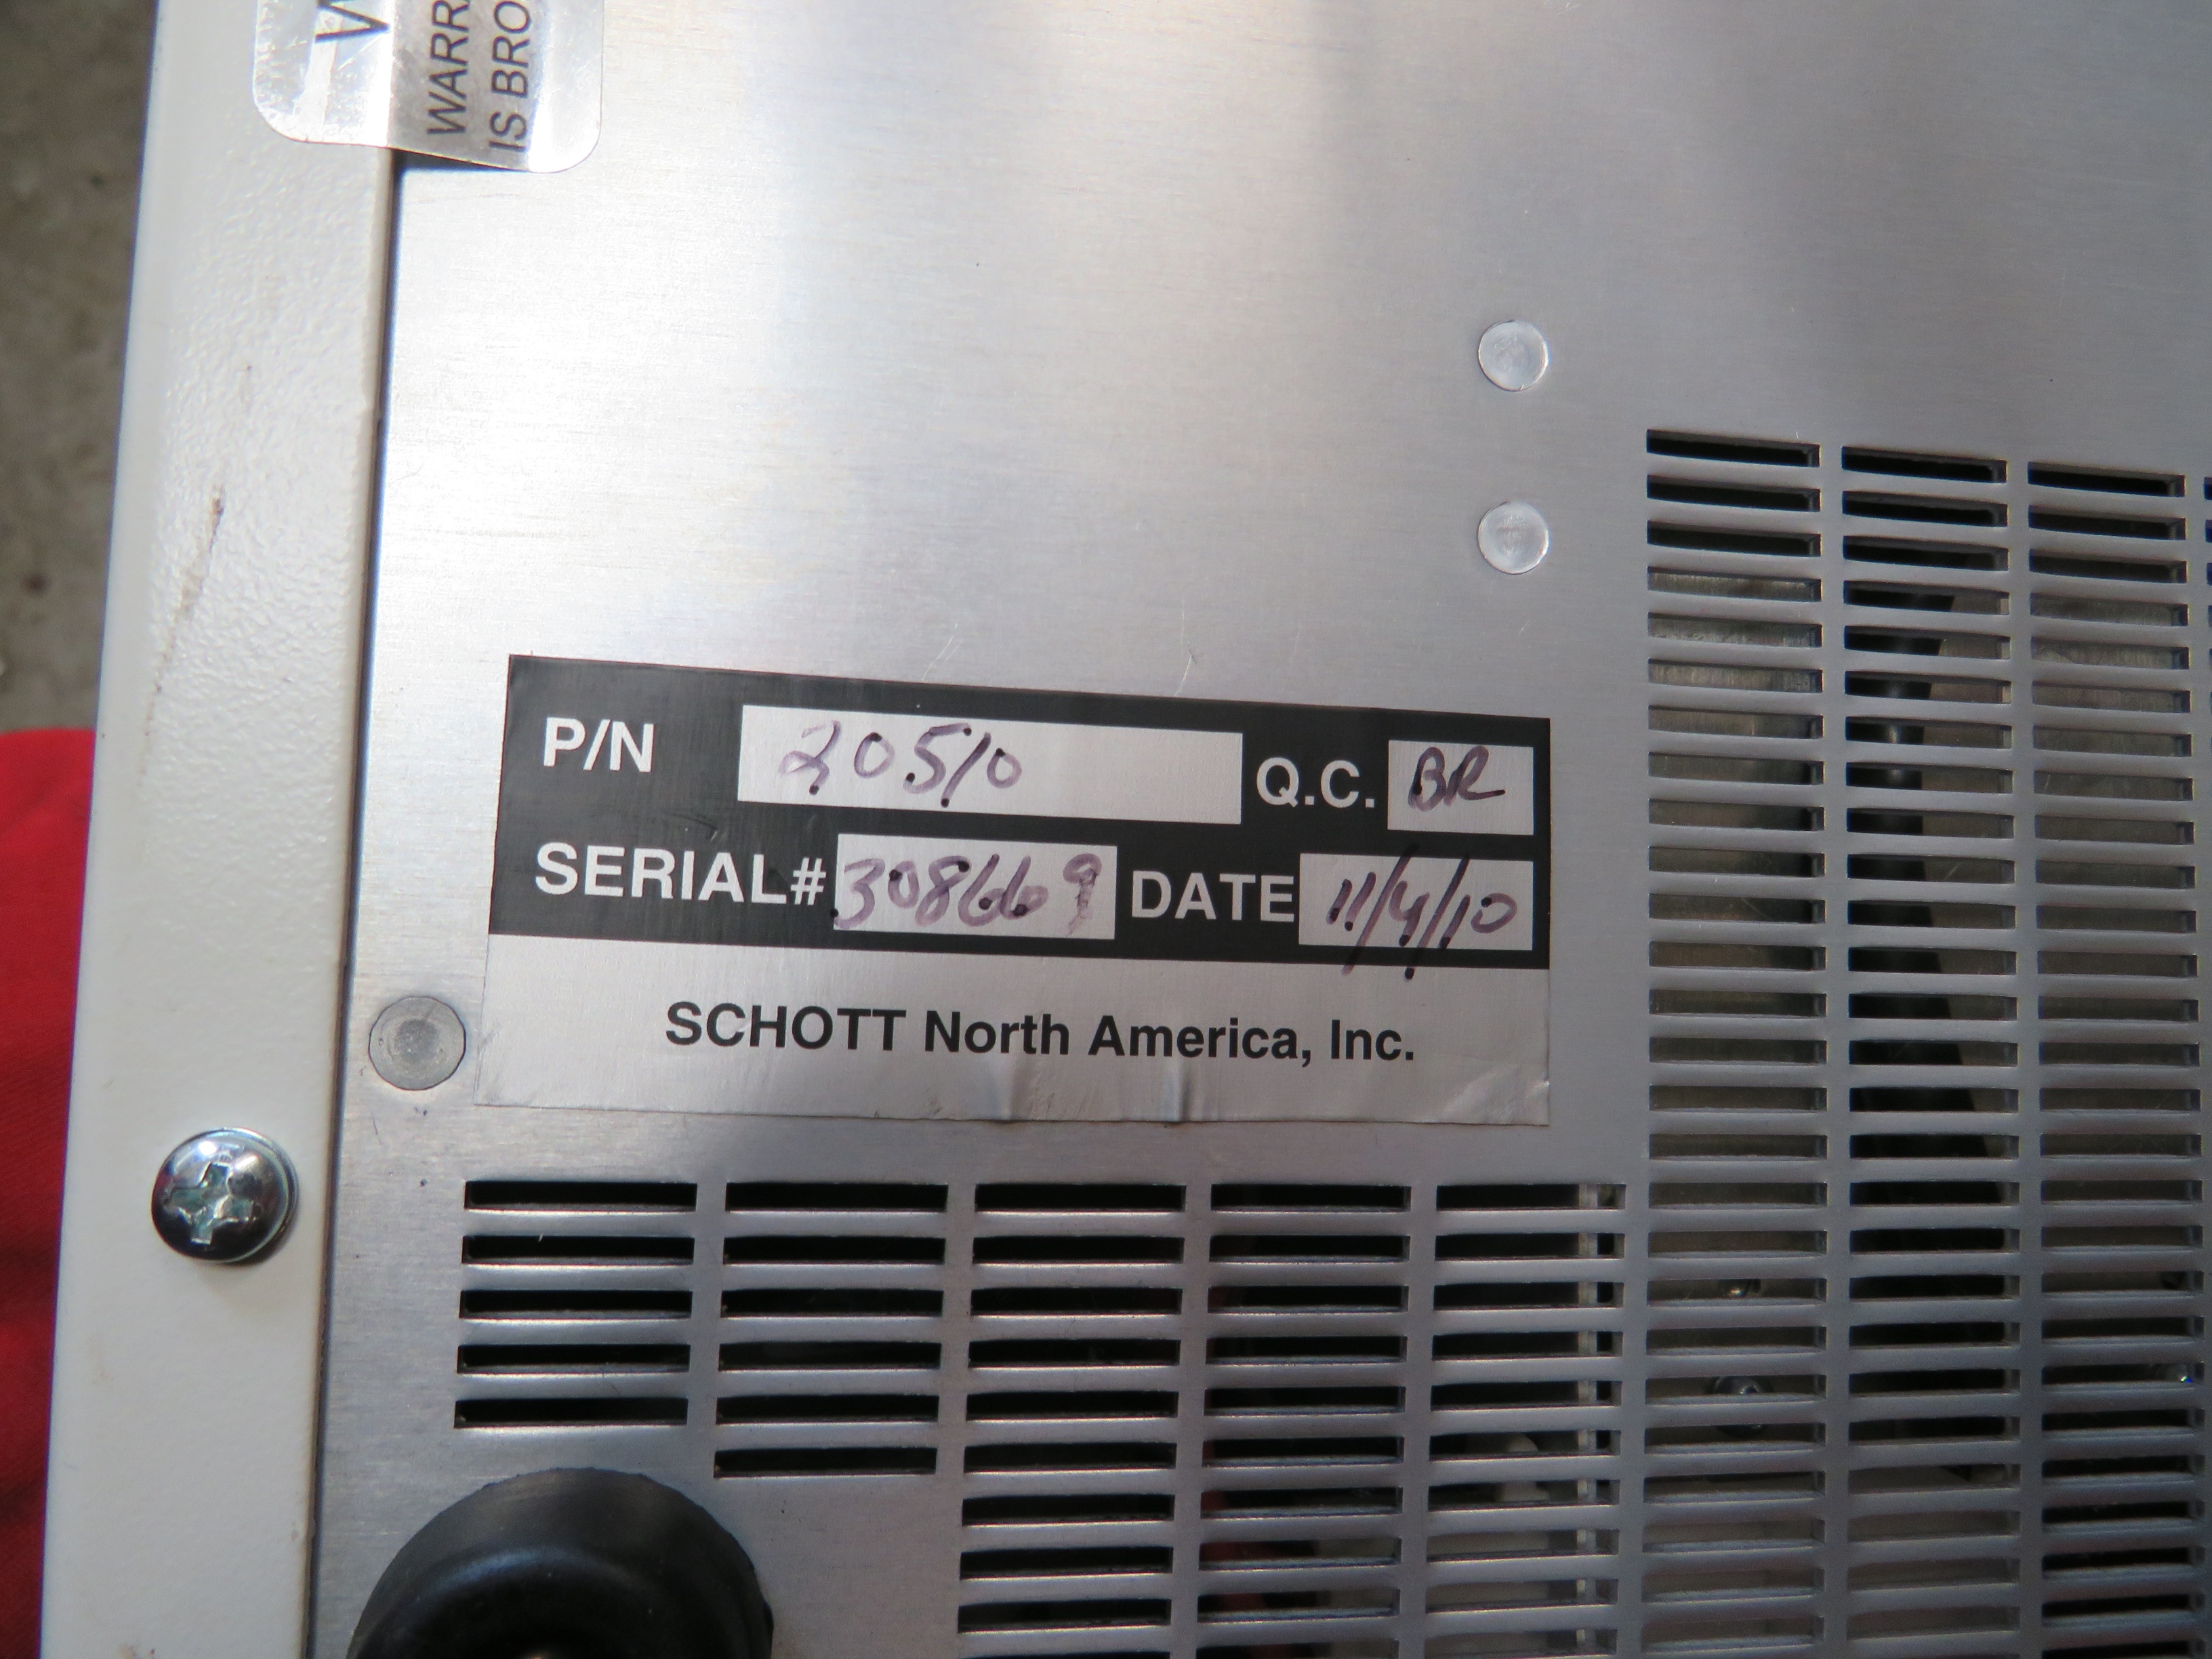 W
WARR
IS BRO
P/N 20510 Q.C. BR
SERIAL# 308669 DATE 11/4/10
SCHOTT North America, Inc.